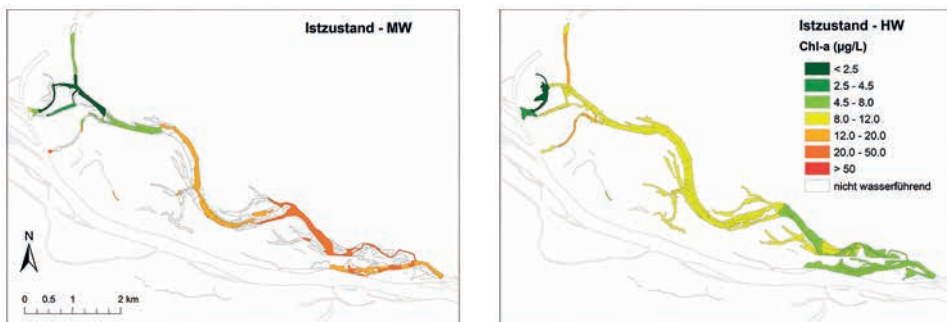 Istzustand - MW
N
0 0.5 1 2 km
Istzustand - HW
Chl-a (µg/L)
< 2.5
2.5 - 4.5
4.5 - 8.0
8.0 - 12.0
12.0 - 20.0
20.0 - 50.0
> 50
nicht wasserführend